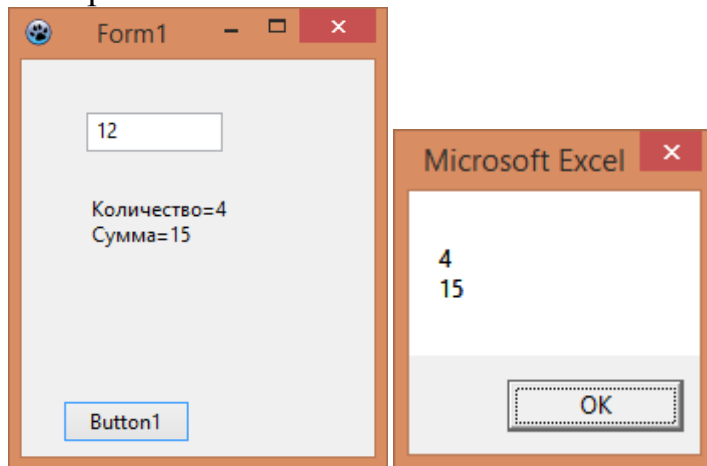 Form1
12
Количество=4
Сумма=15
Button1
Microsoft Excel
4
15
OK